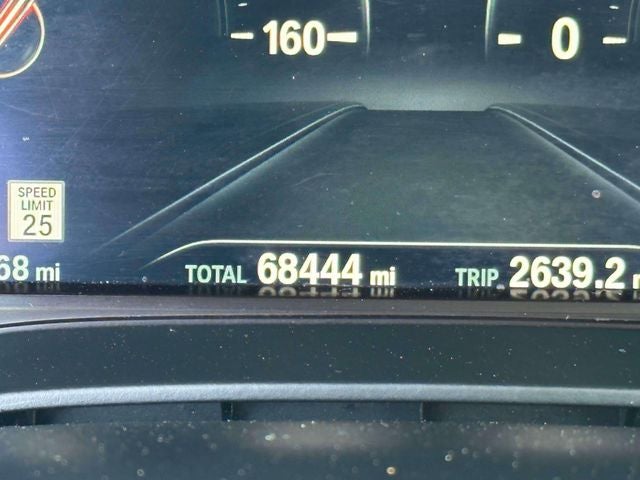 160
0
SPEED
LIMIT
25
68 mi
TOTAL 68444 mi
TRIP 2639.2